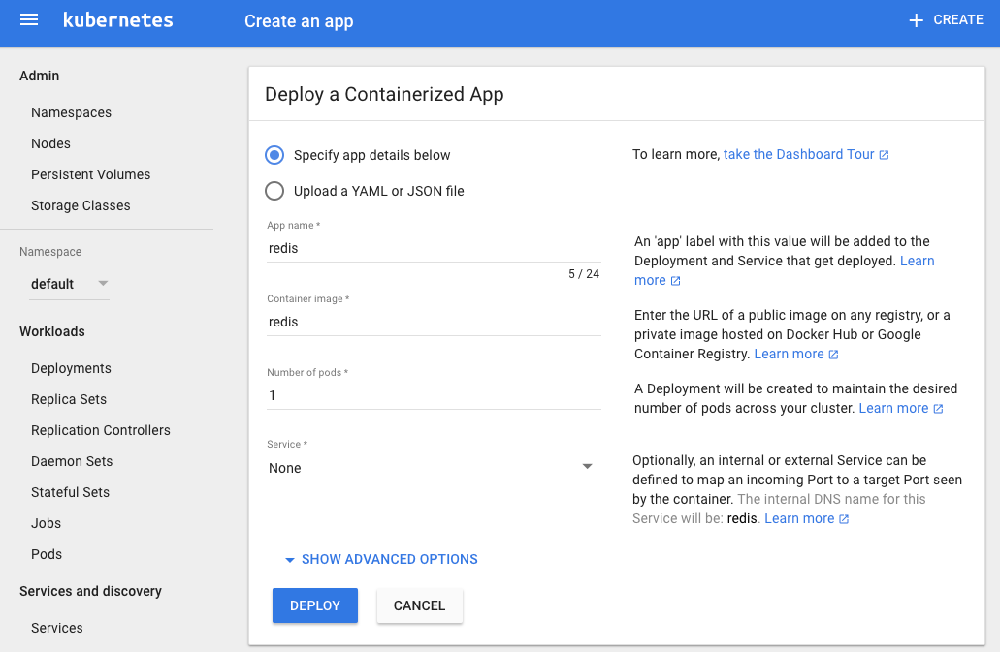 kubernetes
Create an app
CREATE
Admin
Namespaces
Nodes
Persistent Volumes
Storage Classes
Namespace
default
Workloads
Deployments
Replica Sets
Replication Controllers
Daemon Sets
Stateful Sets
Jobs
Pods
Services and discovery
Services
Deploy a Containerized App
Specify app details below
To learn more, take the Dashboard Tour
Upload a YAML or JSON file
App name *
redis
5 / 24
An 'app' label with this value will be added to the
Deployment and Service that get deployed. Learn
more
Container image *
redis
Enter the URL of a public image on any registry, or a
private image hosted on Docker Hub or Google
Container Registry. Learn more
Number of pods *
1
A Deployment will be created to maintain the desired
number of pods across your cluster. Learn more
Service *
None
Optionally, an internal or external Service can be
defined to map an incoming Port to a target Port seen
by the container. The internal DNS name for this
Service will be: redis. Learn more
SHOW ADVANCED OPTIONS
DEPLOY
CANCEL